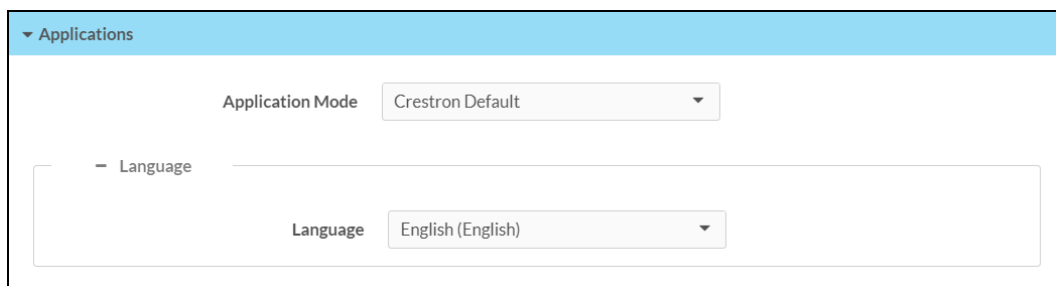 Applications
Application Mode Crestron Default
Language
Language English (English)